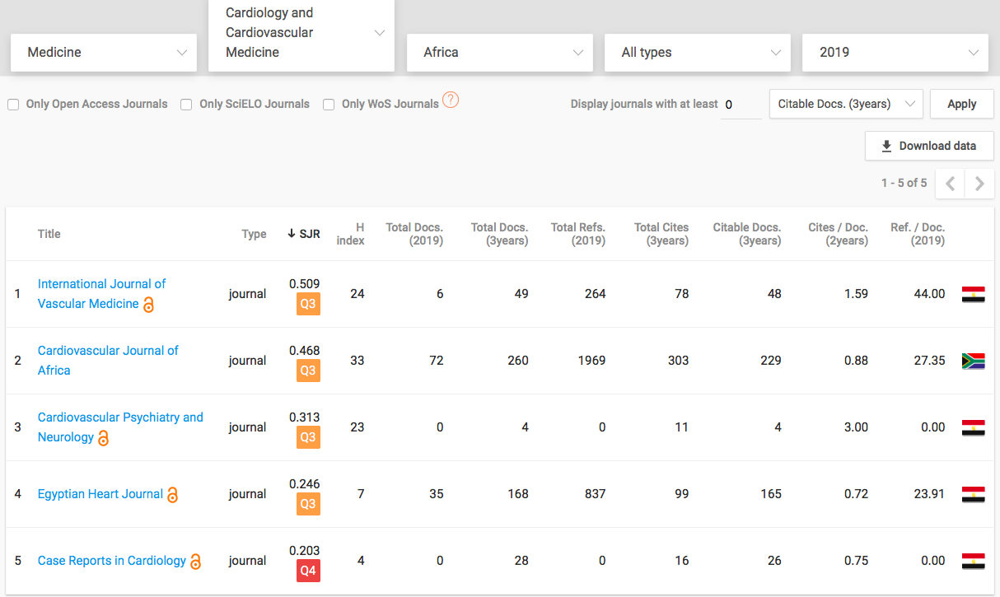 Cardiology and
Cardiovascular
Medicine
Medicine
Africa
All types
2019
Only Open Access Journals
Only SciELO Journals
Only WoS Journals
?
Display journals with at least 0
Citable Docs. (3years)
Apply
Download data
1 - 5 of 5
Title Type SJR H index Total Docs. (2019) Total Docs. (3years) Total Refs. (2019) Total Cites (3years) Citable Docs. (3years) Cites / Doc. (2years) Ref. / Doc. (2019)
1 International Journal of Vascular Medicine journal 0.509 Q3 24 6 49 264 78 48 1.59 44.00
2 Cardiovascular Journal of Africa journal 0.468 Q3 33 72 260 1969 303 229 0.88 27.35
3 Cardiovascular Psychiatry and Neurology journal 0.313 Q3 23 0 4 0 11 4 3.00 0.00
4 Egyptian Heart Journal journal 0.246 Q3 7 35 168 837 99 165 0.72 23.91
5 Case Reports in Cardiology journal 0.203 Q4 4 0 28 0 16 26 0.75 0.00